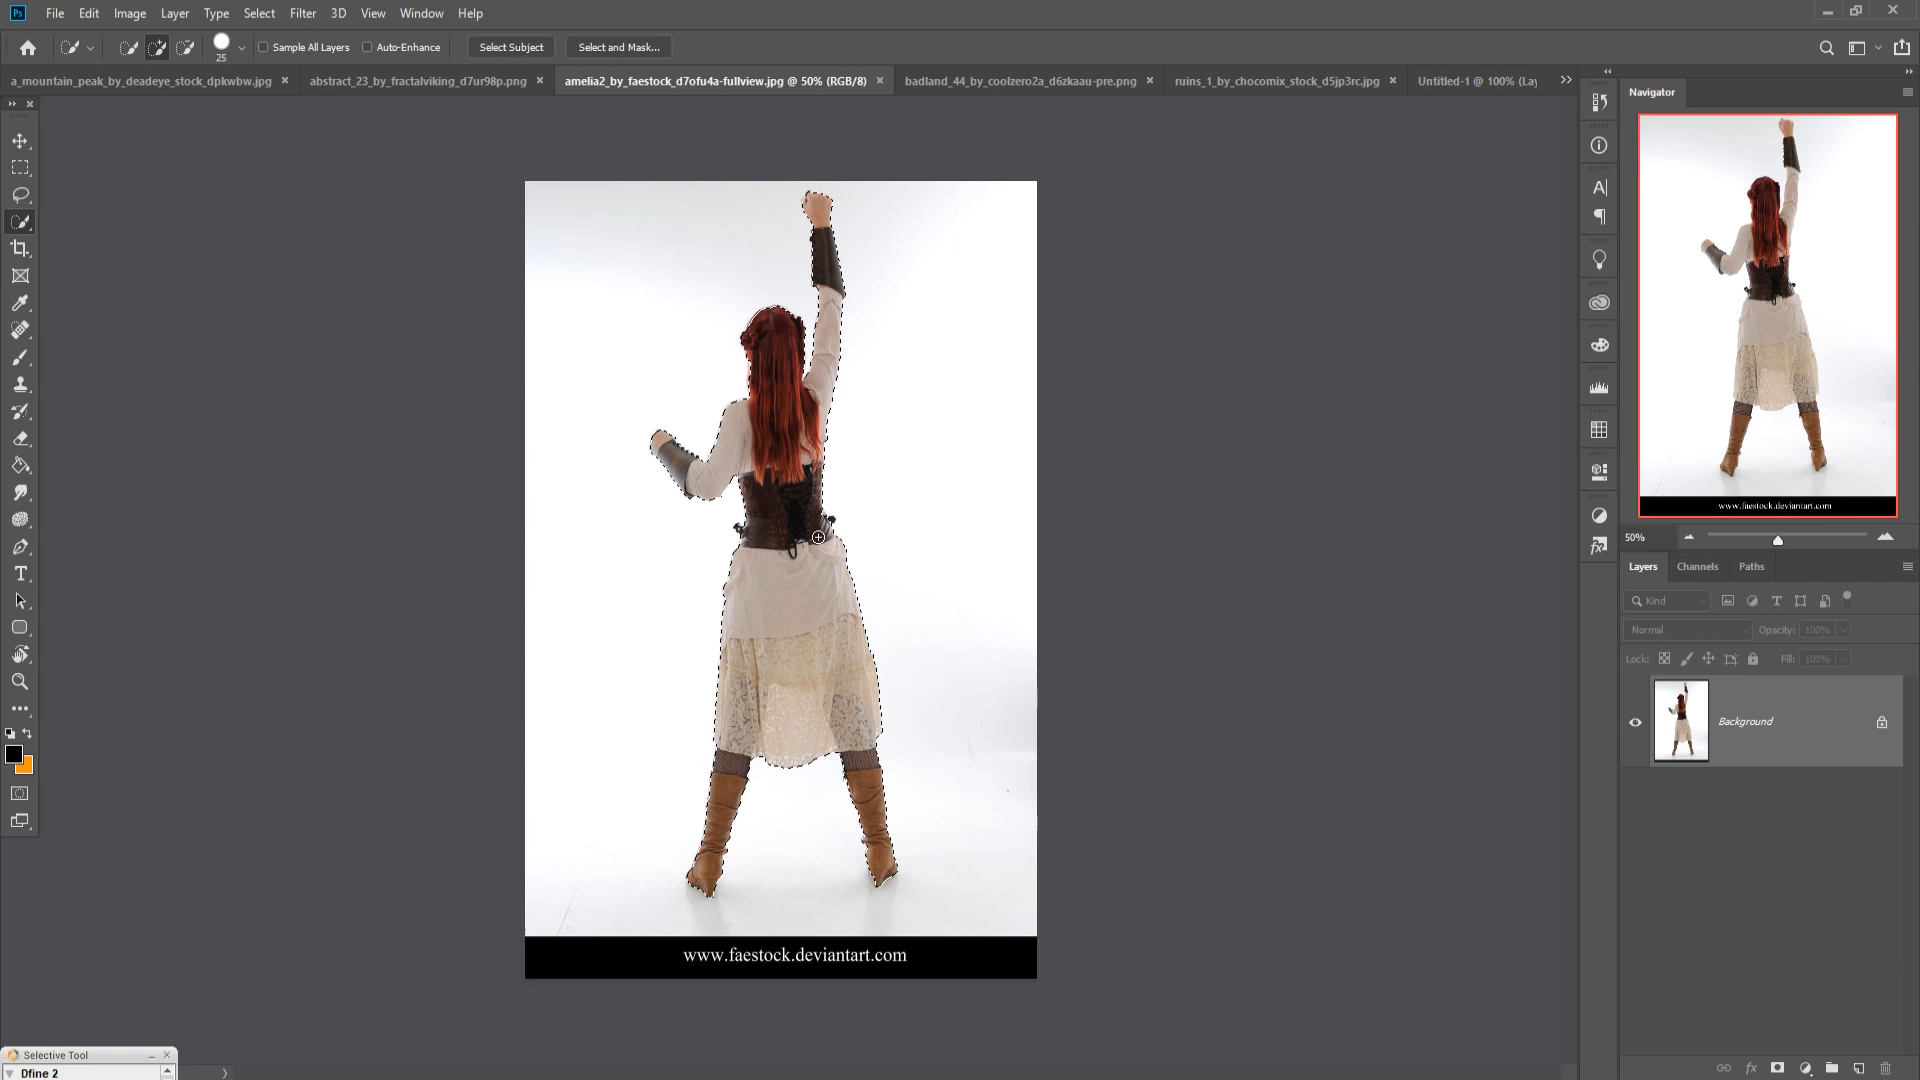 Ps File Edit Image Layer Type Select Filter 3D View Window Help
25 Sample All Layers Auto-Enhance Select Subject Select and Mask...
a_mountain_peak_by_deadeye_stock_dpkwbw.jpg abstract_23_by_fractalviking_d7ur98p.png amelia2_by_faestock_d7ofu4a-fullview.jpg @ 50% (RGB/8) badland_44_by_coolzero2a_d6zkaau-pre.png ruins_1_by_chocomix_stock_d5jp3rc.jpg Untitled-1 @ 100% (Lay
Navigator
www.faestock.deviantart.com
50%
Layers Channels Paths
Kind
Normal Opacity: 100%
Lock: Fill: 100%
Background
www.faestock.deviantart.com
Selective Tool
Dfine 2